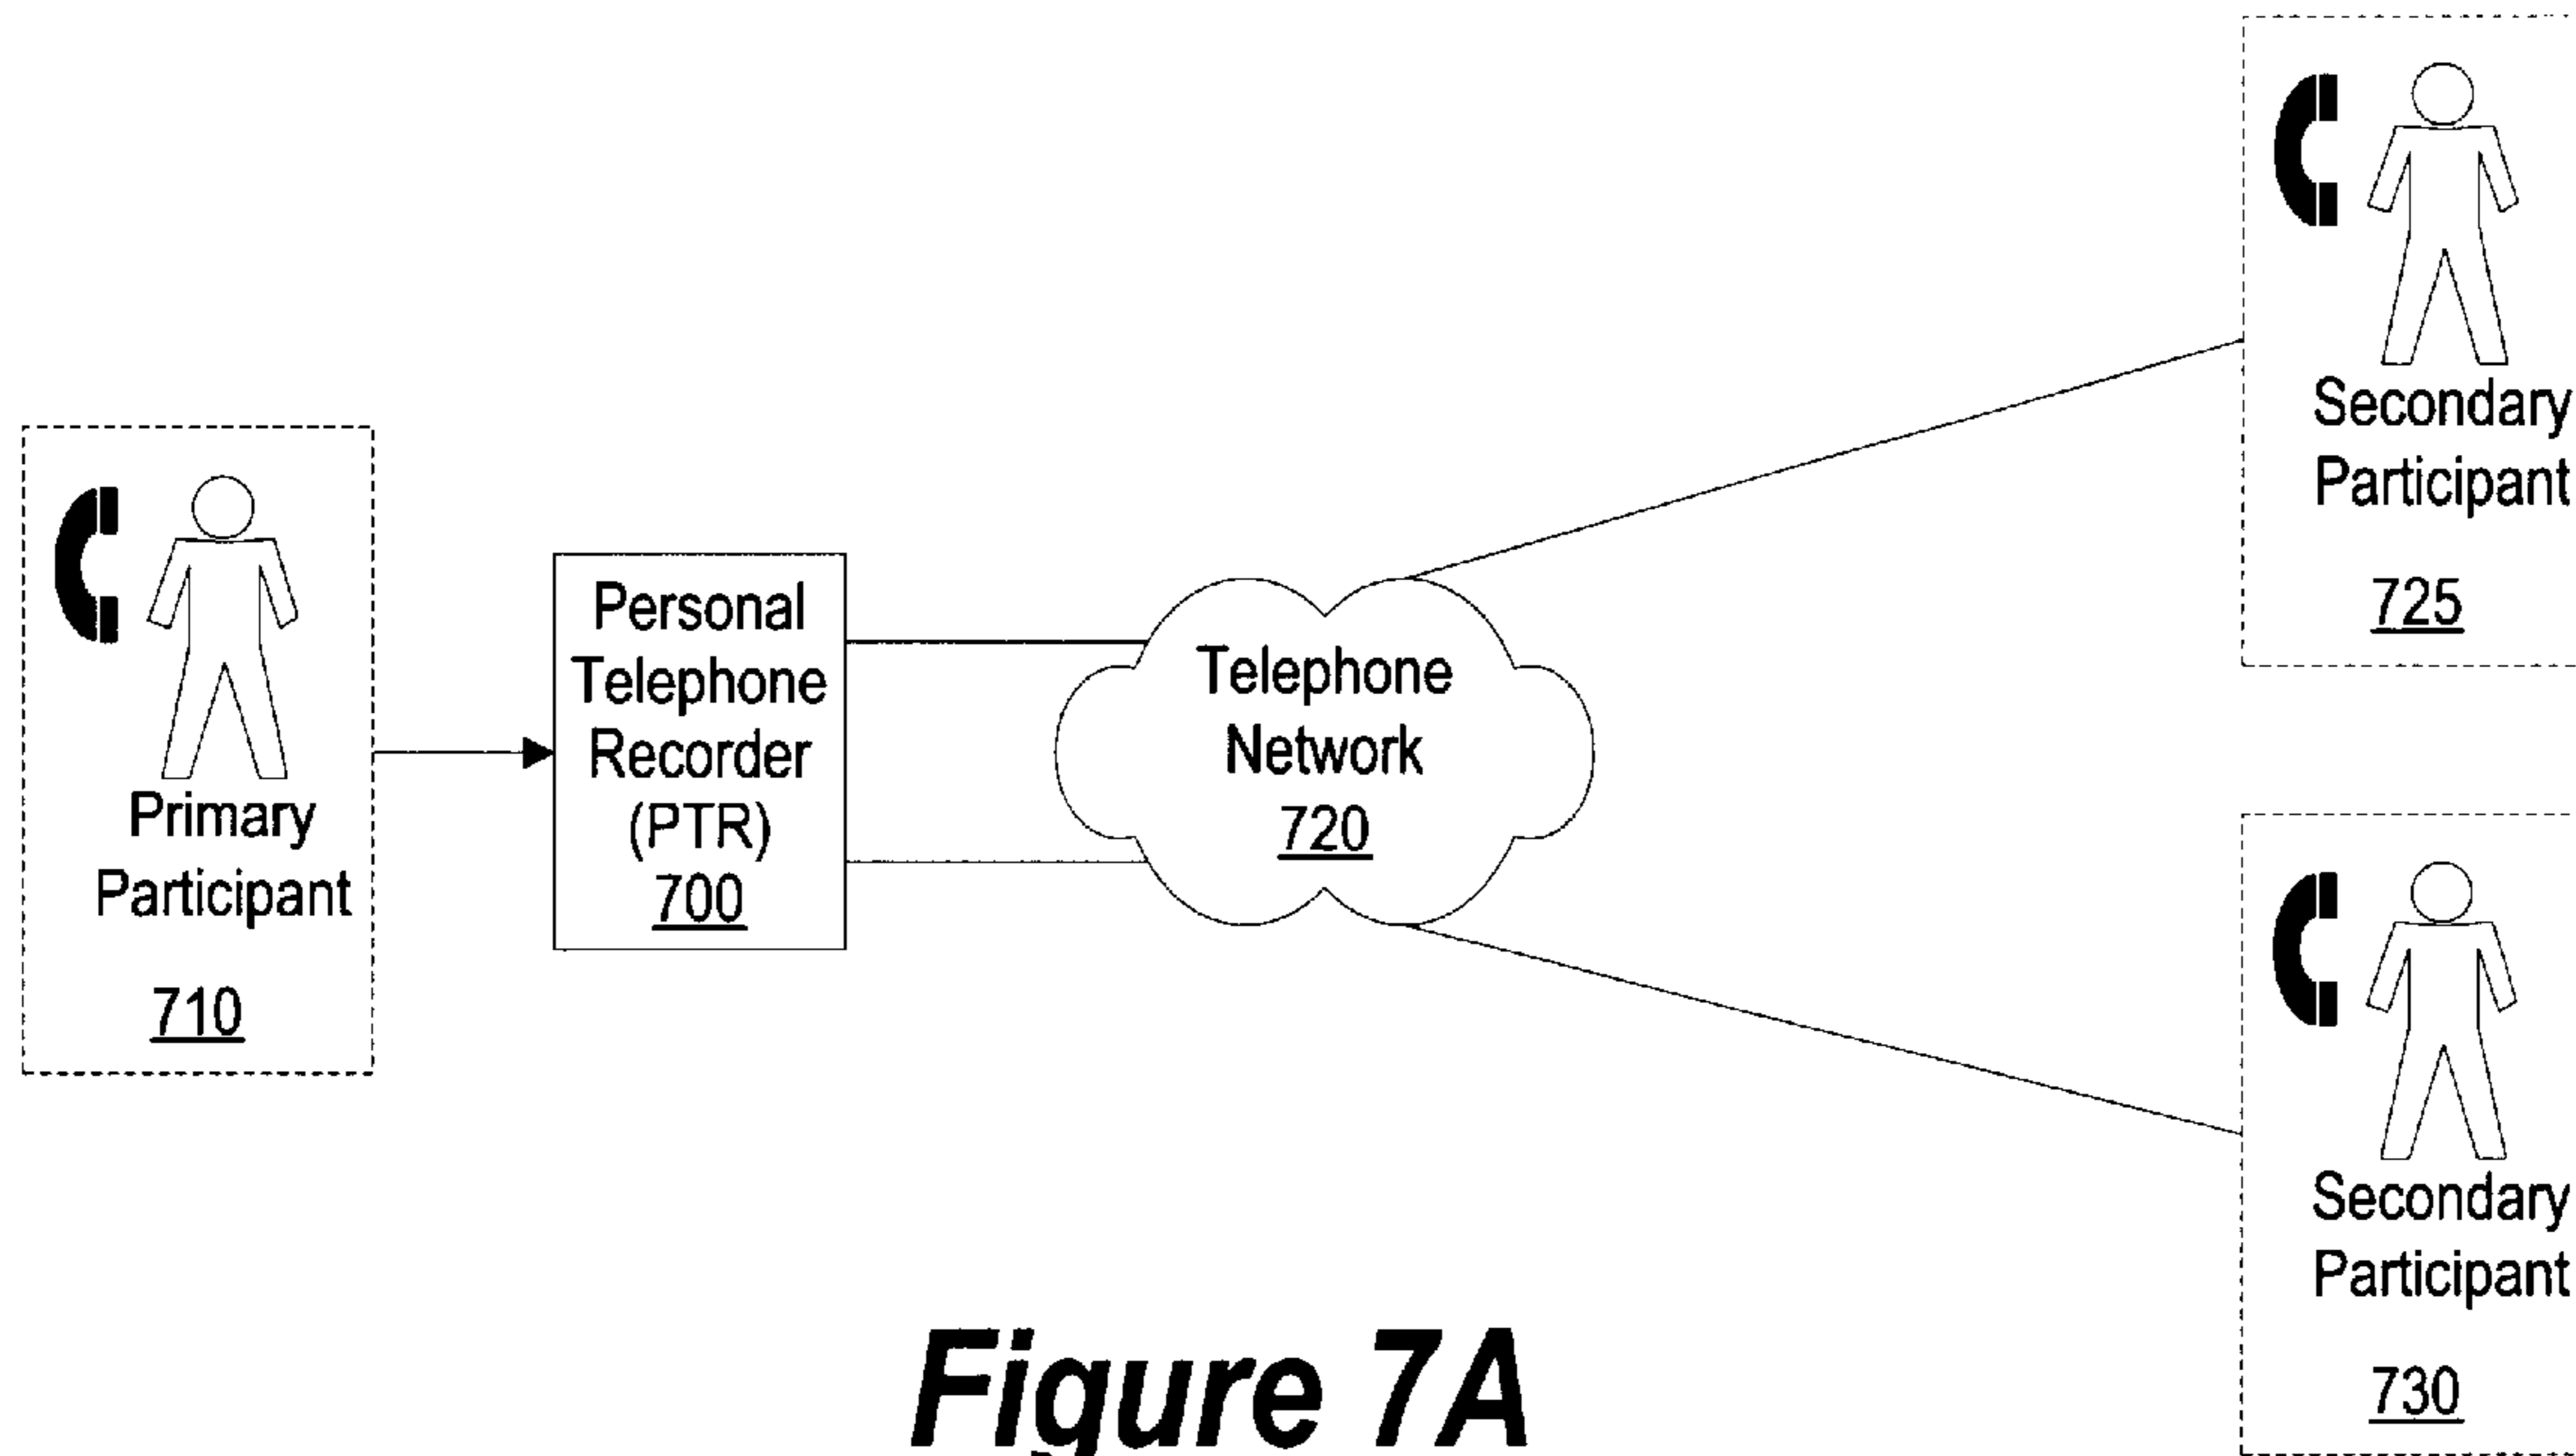 Primary
Participant
710
Personal
Telephone
Recorder
(PTR)
700
Telephone
Network
720
Secondary
Participant
725
Secondary
Participant
730
Figure 7A